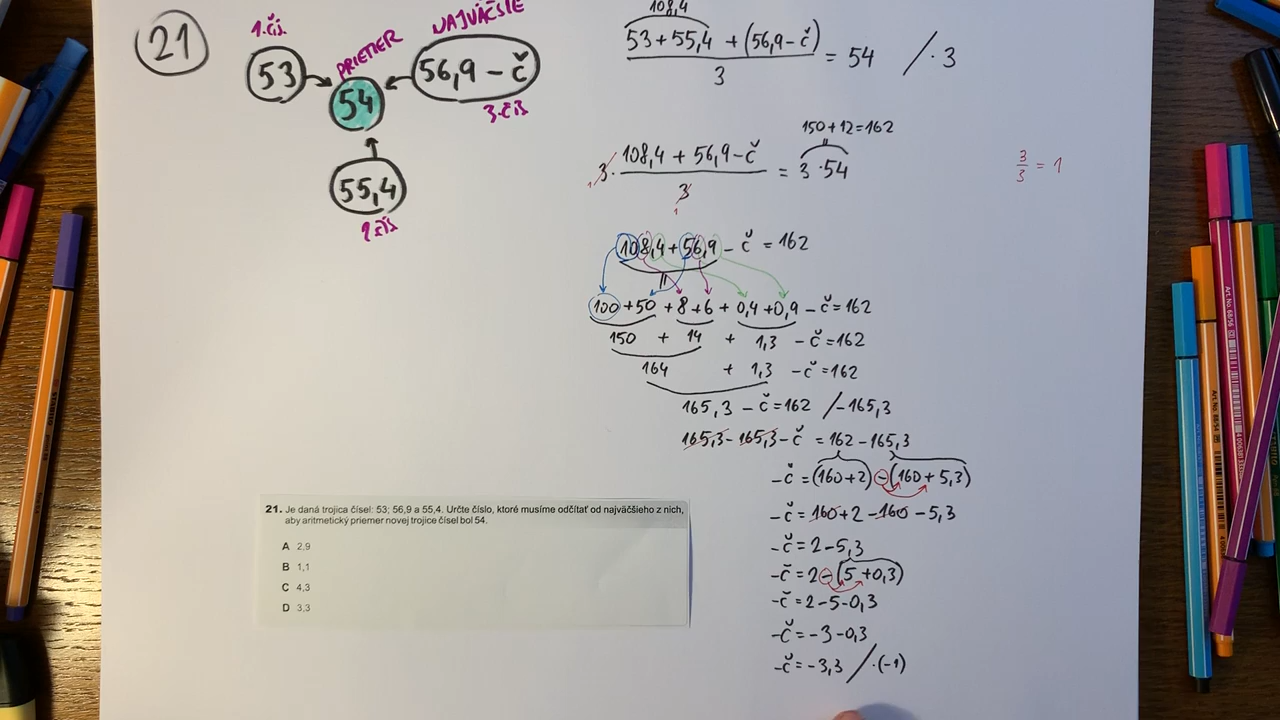 21
1.čís.
PRIEMER
NAJVÄČŠIE
53
54
56,9 - č
3.čís
55,4
2.čís
108,4
53+55,4 + (56,9-č)
3
= 54 / ·3
150+12=162
3· 108,4 + 56,9-č = 3·54
3
1
1
3/3 = 1
108,4+56,9 - č = 162
100 +50 +8+6 + 0,4 +0,9 - č=162
150 + 14 + 1,3 - č=162
164 + 1,3 - č=162
165,3 - č=162 /-165,3
165,3-165,3-č = 162-165,3
-č=(160+2)-(160+5,3)
-č=160+2-160-5,3
-č=2-5,3
-č=2-(5+0,3)
-č=2-5-0,3
-č=-3-0,3
-č=-3,3 /·(-1)
21. Je daná trojica čísel: 53; 56,9 a 55,4. Určte číslo, ktoré musíme odčítať od najväčšieho z nich,
aby aritmetický priemer novej trojice čísel bol 54.
A 2,9
B 1,1
C 4,3
D 3,3